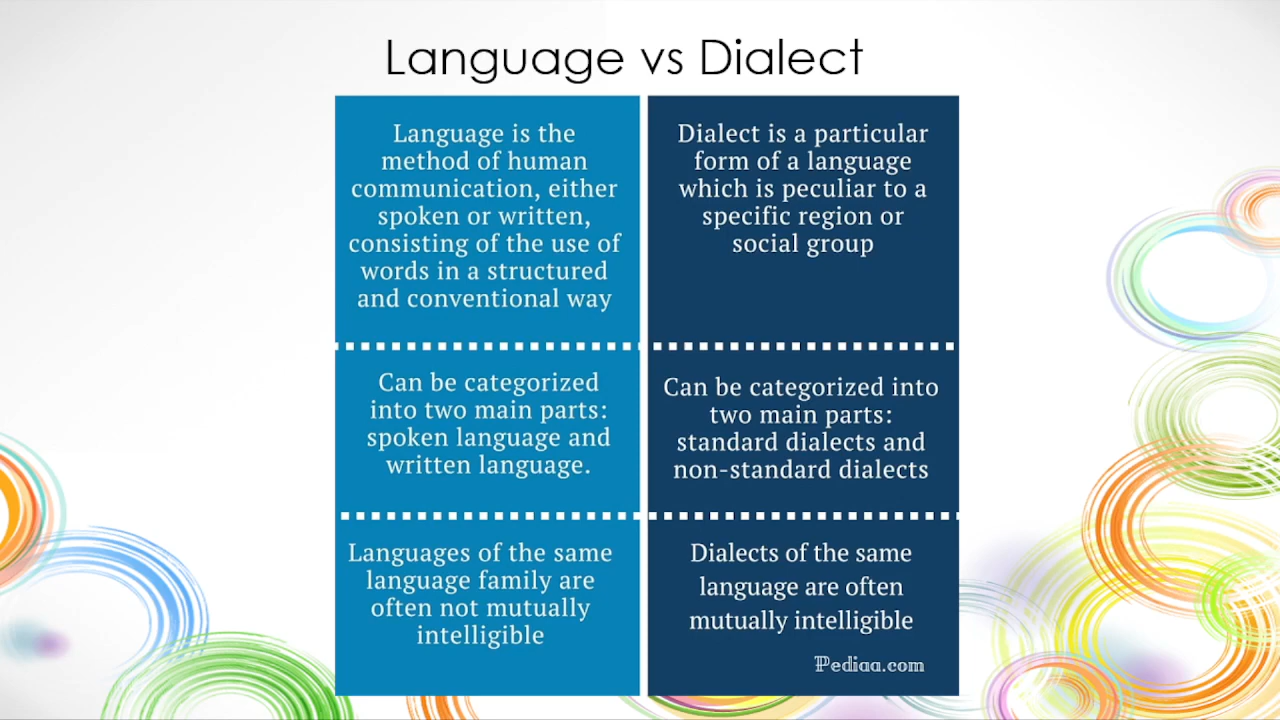 Language vs Dialect
Language is the
method of human
communication, either
spoken or written,
consisting of the use of
words in a structured
and conventional way
Dialect is a particular
form of a language
which is peculiar to a
specific region or
social group
Can be categorized
into two main parts:
spoken language and
written language.
Can be categorized into
two main parts:
standard dialects and
non-standard dialects
Languages of the same
language family are
often not mutually
intelligible
Dialects of the same
language are often
mutually intelligible
Pediaa.com